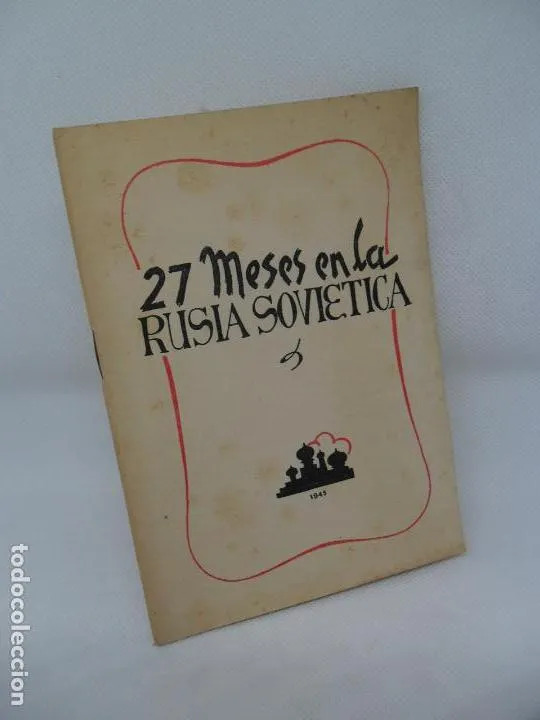 27 Meses en la
RUSIA SOVIETICA
1945
todocoleccion